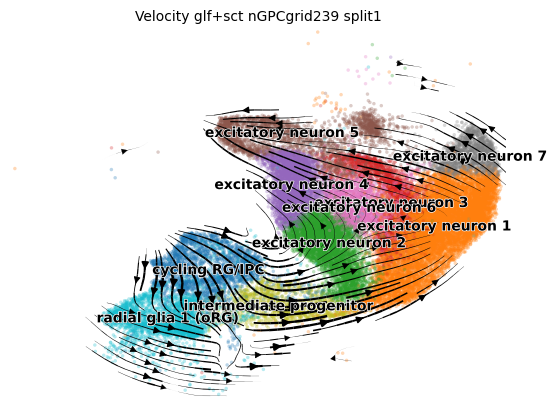 Velocity glf+sct nGPCgrid239 split1
excitatory neuron 5
excitatory neuron 7
excitatory neuron 4
excitatory neuron 3
excitatory neuron 6
excitatory neuron 1
excitatory neuron 2
cycling RG/IPC
intermediate progenitor
radial glia 1 (oRG)